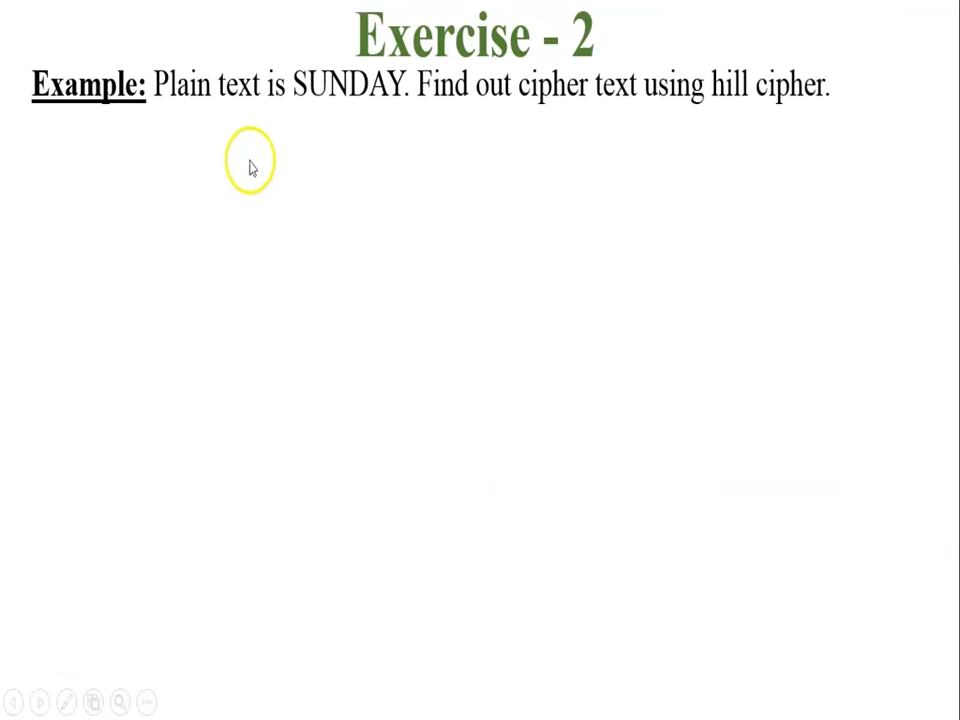 Exercise - 2
Example: Plain text is SUNDAY. Find out cipher text using hill cipher.